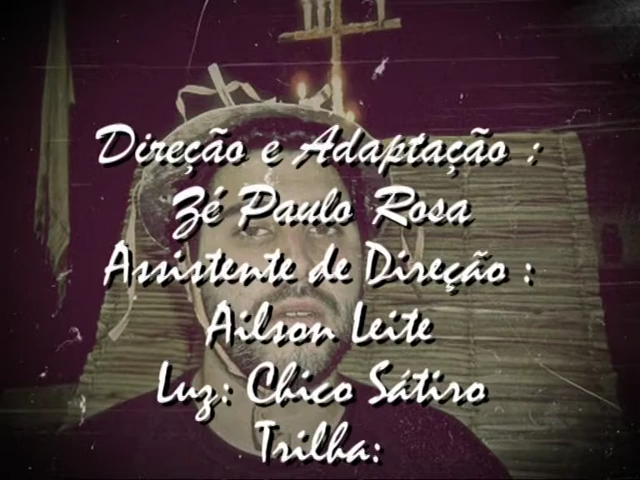 Direção e Adaptação :
Zé Paulo Rosa
Assistente de Direção :
Ailson Leite
Luz: Chico Sátiro
Trilha: